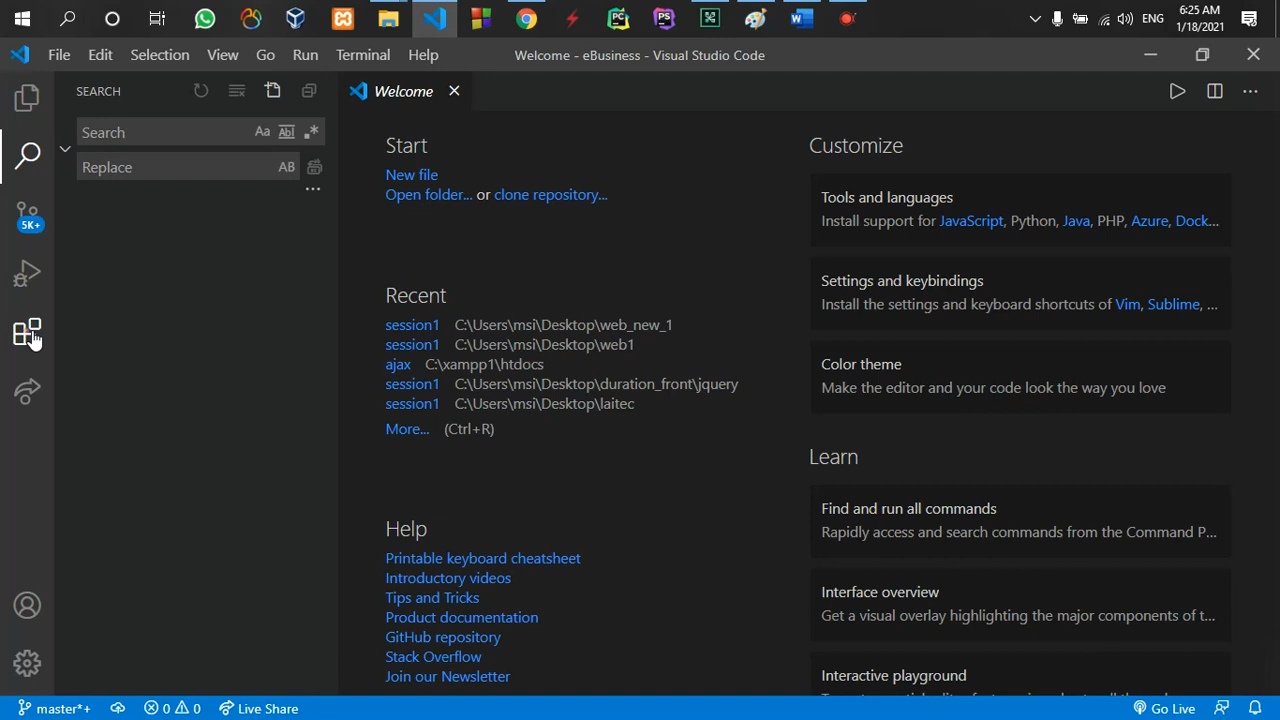 ENG
6:25 AM
1/18/2021
File Edit Selection View Go Run Terminal Help
Welcome - eBusiness - Visual Studio Code
SEARCH
Search
Aa Abl .*
Replace
AB
5K+
Welcome
Start
New file
Open folder... or clone repository...
Recent
session1 C:\Users\msi\Desktop\web_new_1
session1 C:\Users\msi\Desktop\web1
ajax C:\xampp1\htdocs
session1 C:\Users\msi\Desktop\duration_front\jquery
session1 C:\Users\msi\Desktop\laitec
More... (Ctrl+R)
Help
Printable keyboard cheatsheet
Introductory videos
Tips and Tricks
Product documentation
GitHub repository
Stack Overflow
Join our Newsletter
Customize
Tools and languages
Install support for JavaScript, Python, Java, PHP, Azure, Dock...
Settings and keybindings
Install the settings and keyboard shortcuts of Vim, Sublime, ...
Color theme
Make the editor and your code look the way you love
Learn
Find and run all commands
Rapidly access and search commands from the Command P...
Interface overview
Get a visual overlay highlighting the major components of t...
Interactive playground
master*+
0 0
Live Share
Go Live